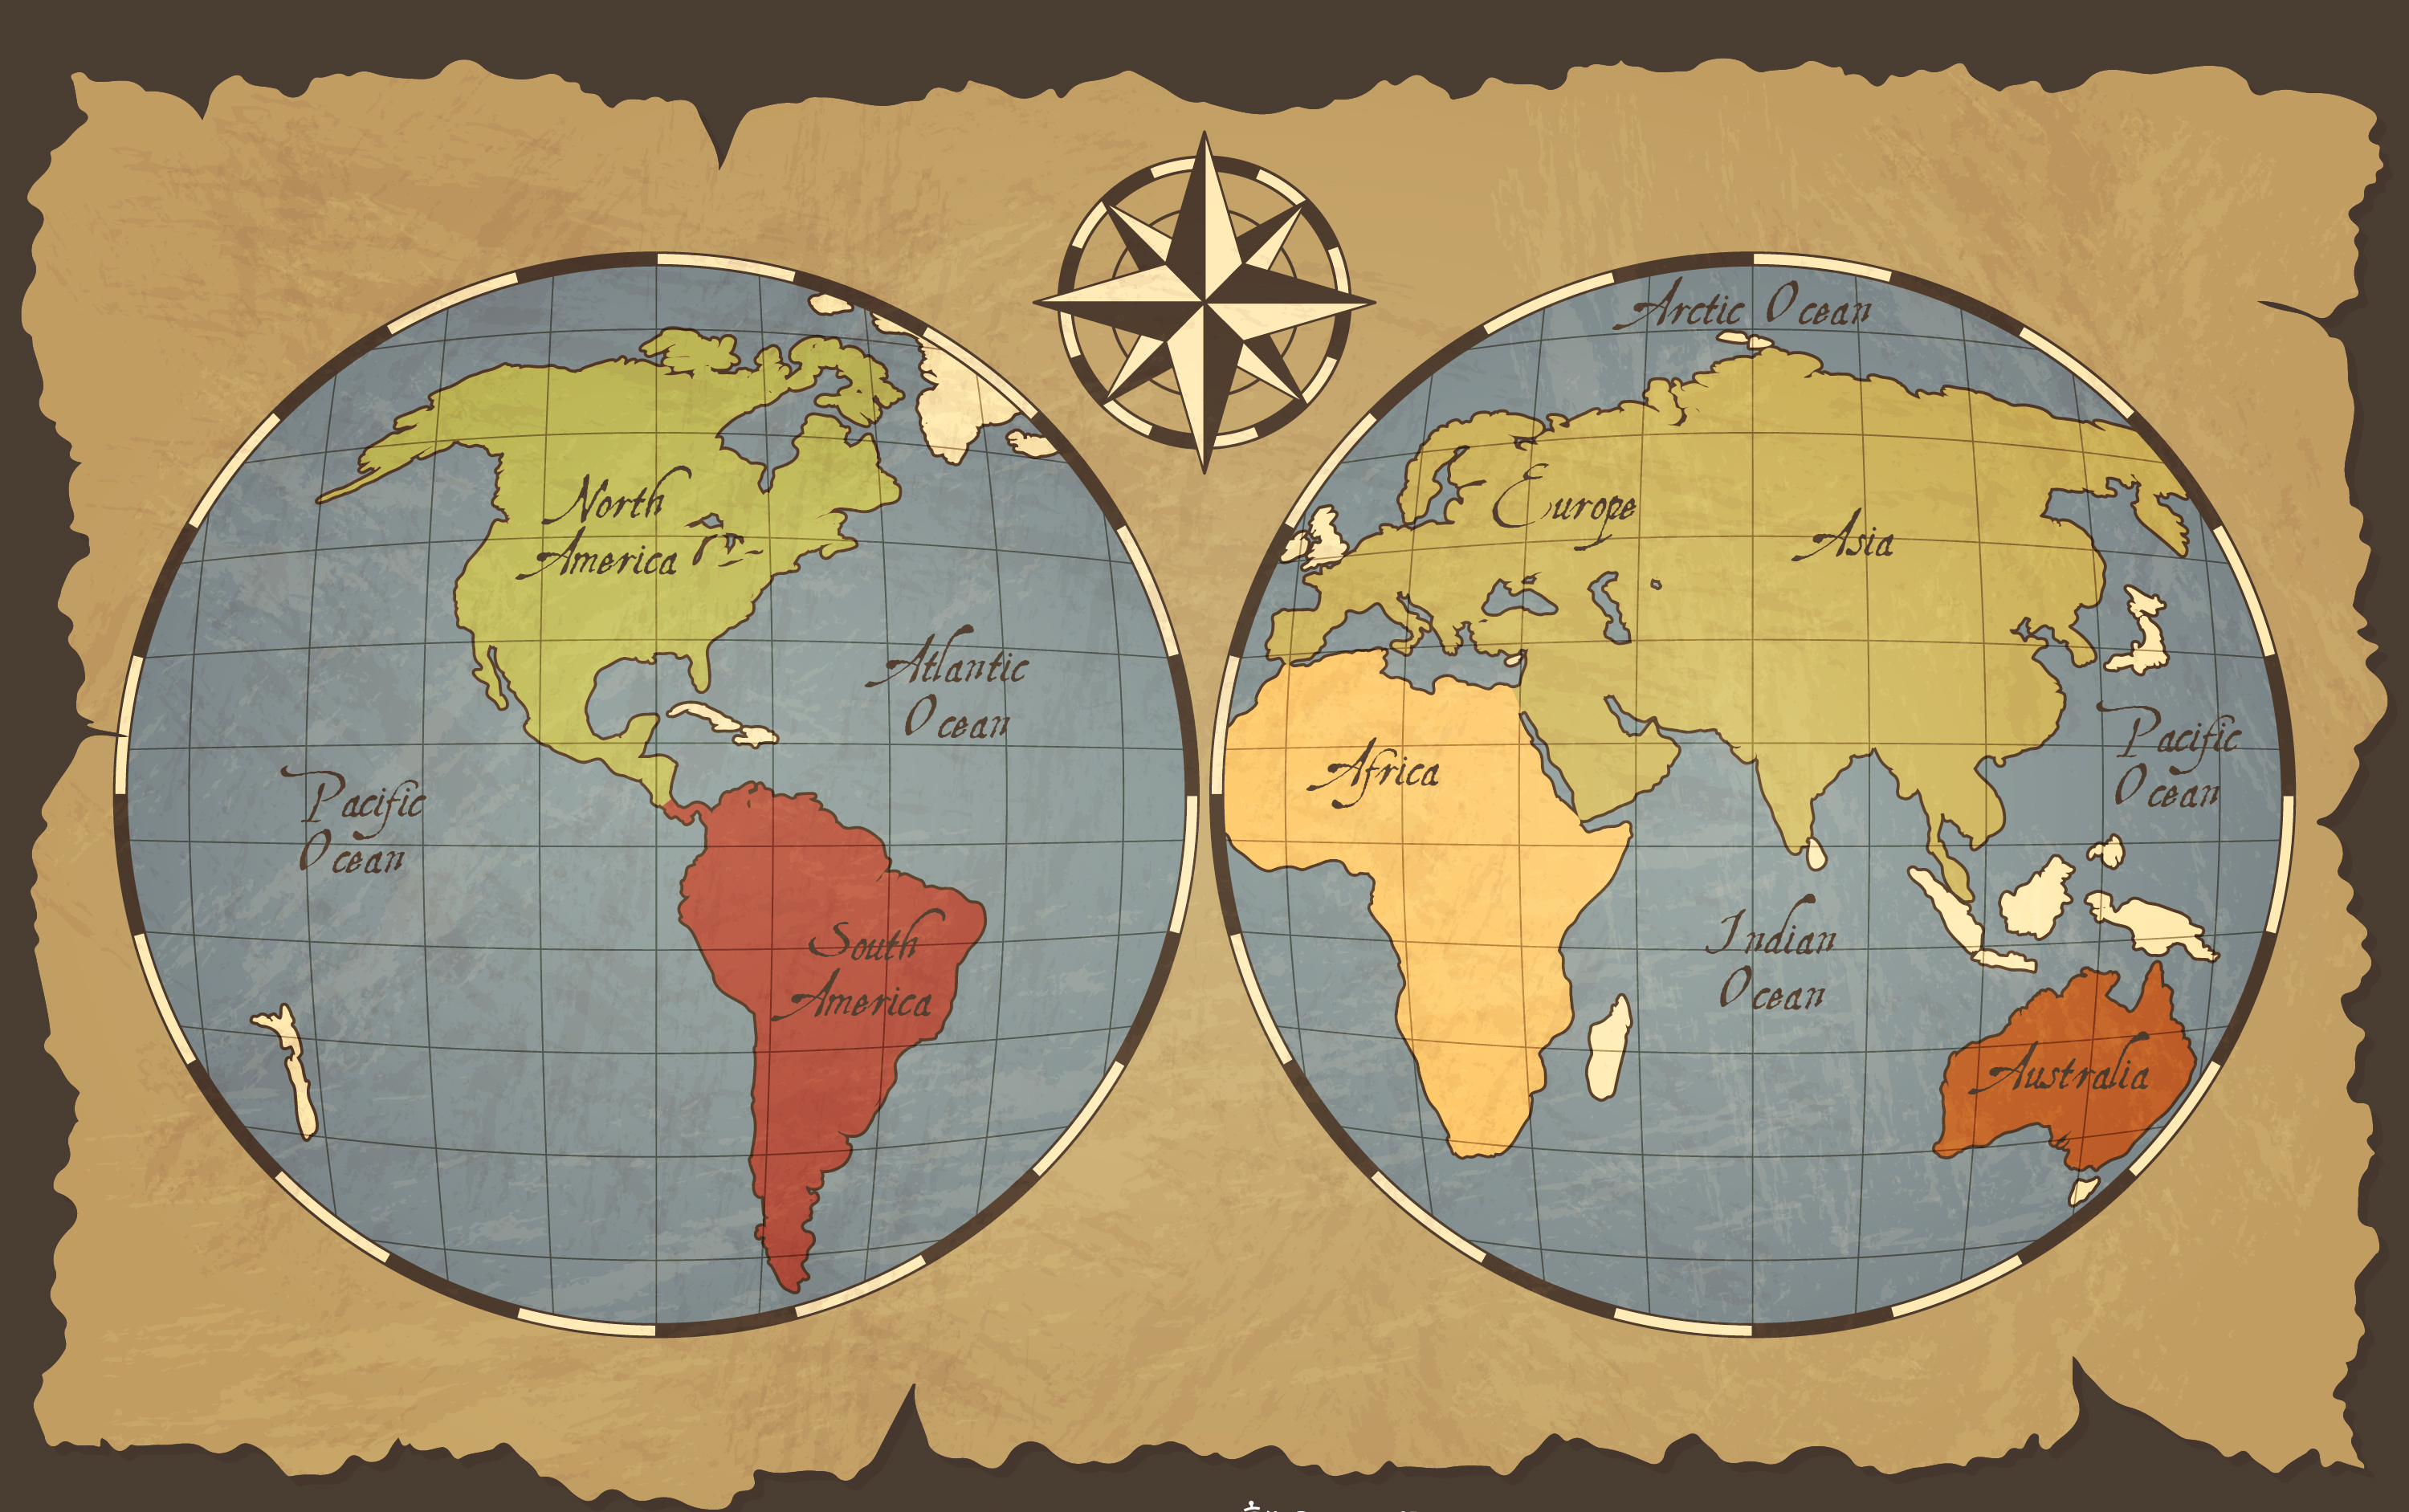 Arctic Ocean
North
America
Europe
Asia
Atlantic
Ocean
Pacific
Ocean
Africa
Pacific
Ocean
South
America
Indian
Ocean
Australia